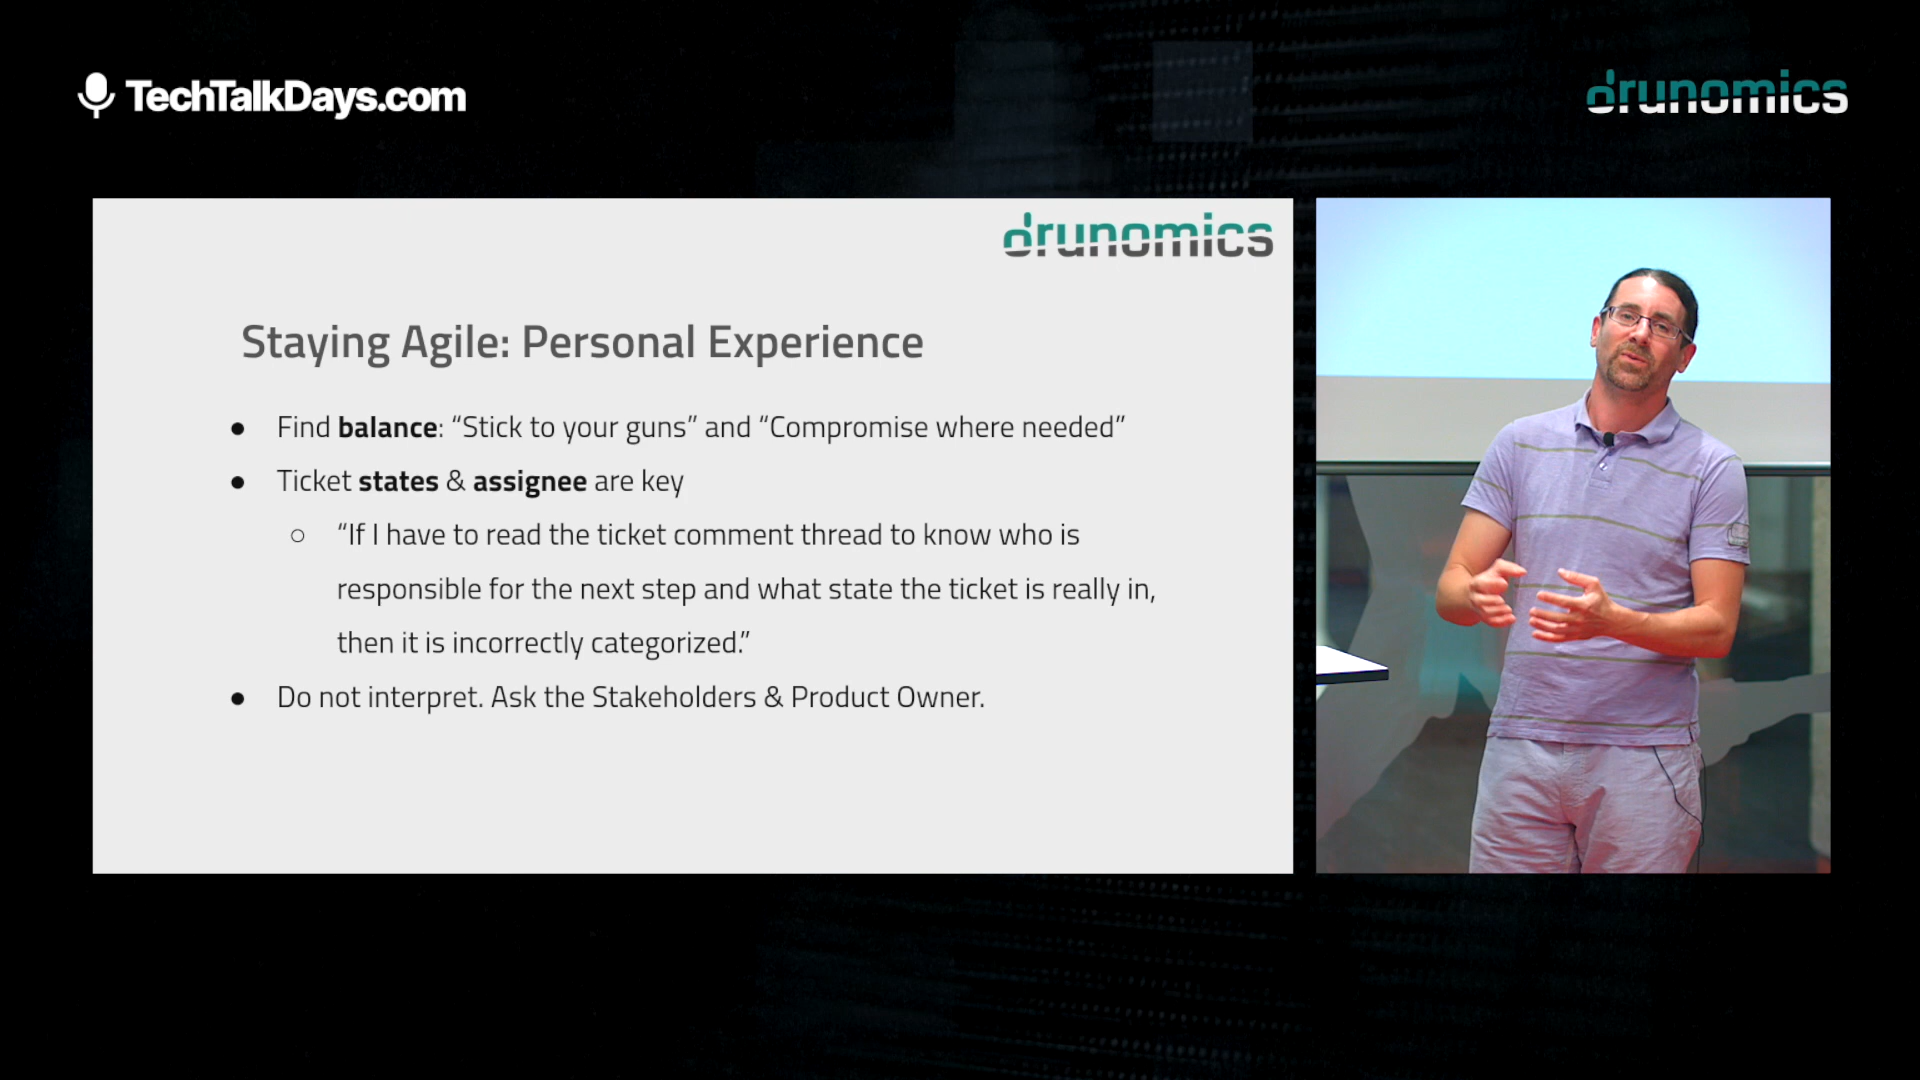 TechTalkDays.com
drunomics
drunomics
Staying Agile: Personal Experience
● Find balance: “Stick to your guns” and “Compromise where needed”
● Ticket states & assignee are key
○ “If I have to read the ticket comment thread to know who is
responsible for the next step and what state the ticket is really in,
then it is incorrectly categorized.”
● Do not interpret. Ask the Stakeholders & Product Owner.